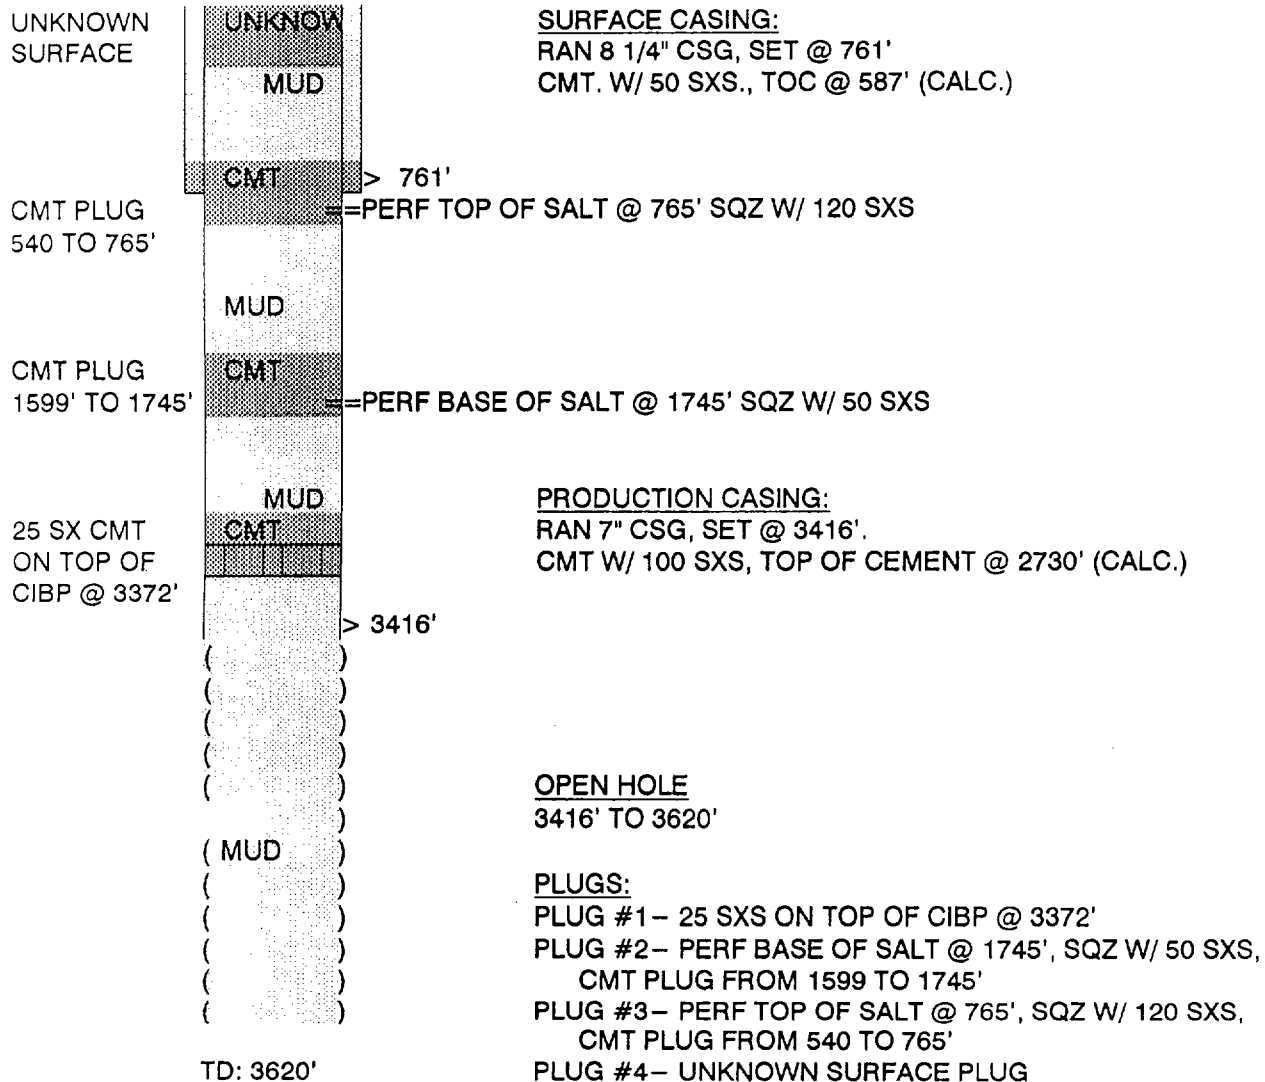 UNKNOWN
SURFACE
UNKNOW
MUD
SURFACE CASING:
RAN 8 1/4" CSG, SET @ 761'
CMT. W/ 50 SXS., TOC @ 587' (CALC.)
CMT
> 761'
CMT PLUG
540 TO 765'
==PERF TOP OF SALT @ 765' SQZ W/ 120 SXS
MUD
CMT PLUG
1599' TO 1745'
CMT
==PERF BASE OF SALT @ 1745' SQZ W/ 50 SXS
MUD
PRODUCTION CASING:
RAN 7" CSG, SET @ 3416'.
CMT W/ 100 SXS, TOP OF CEMENT @ 2730' (CALC.)
25 SX CMT
ON TOP OF
CIBP @ 3372'
CMT
> 3416'
( )
( )
( )
( )
( )
)
( MUD )
( )
( )
( )
( )
( )
OPEN HOLE
3416' TO 3620'
PLUGS:
PLUG #1– 25 SXS ON TOP OF CIBP @ 3372'
PLUG #2– PERF BASE OF SALT @ 1745', SQZ W/ 50 SXS,
CMT PLUG FROM 1599 TO 1745'
PLUG #3– PERF TOP OF SALT @ 765', SQZ W/ 120 SXS,
CMT PLUG FROM 540 TO 765'
PLUG #4– UNKNOWN SURFACE PLUG
TD: 3620'